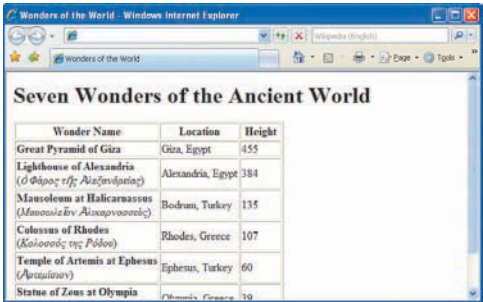 Wonders of the World - Windows Internet Explorer
Wikipedia (English)
Wonders of the World
Page Tools
Seven Wonders of the Ancient World
Wonder Name Location Height
Great Pyramid of Giza Giza, Egypt 455
Lighthouse of Alexandria
(ὁ Φάρος τῆς Ἀλεξανδρείας) Alexandria, Egypt 384
Mausoleum at Halicarnassus
Bodrum, Turkey 135
Colossus of Rhodes
(Κολοσσός της Ρόδου) Rhodes, Greece 107
Temple of Artemis at Ephesus
(Ἀρτεμίσιον) Ephesus, Turkey 60
Statue of Zeus at Olympia
Olympia, Greece 39